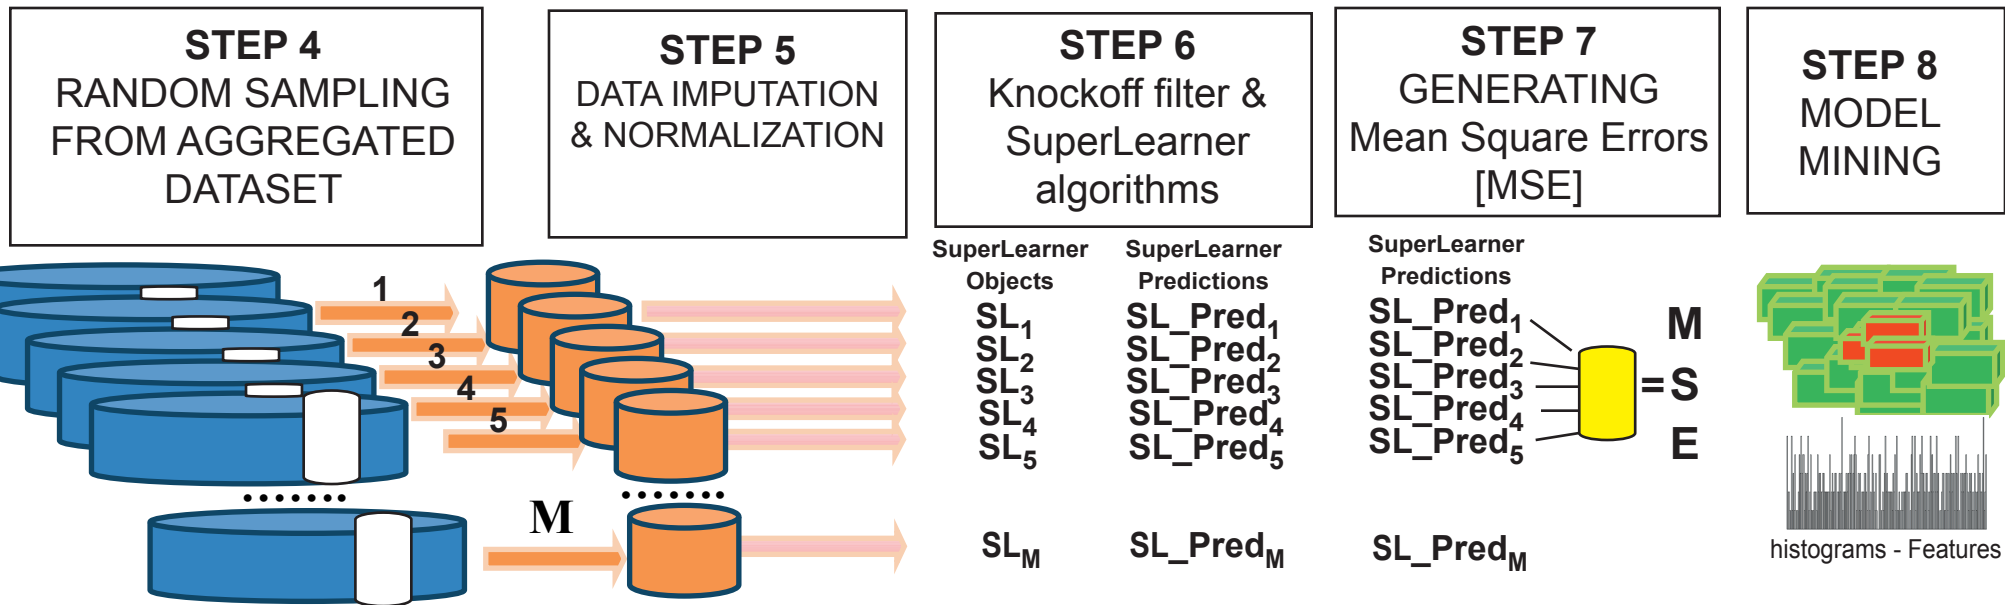 STEP 4
RANDOM SAMPLING
FROM AGGREGATED
DATASET
STEP 5
DATA IMPUTATION
& NORMALIZATION
STEP 6
Knockoff filter &
SuperLearner
algorithms
STEP 7
GENERATING
Mean Square Errors
[MSE]
STEP 8
MODEL
MINING
1
2
3
4
5
.......
M
.......
SuperLearner
Objects
SL1
SL2
SL3
SL4
SL5
SLM
SuperLearner
Predictions
SL_Pred1
SL_Pred2
SL_Pred3
SL_Pred4
SL_Pred5
SL_PredM
SuperLearner
Predictions
SL_Pred1
SL_Pred2
SL_Pred3
SL_Pred4
SL_Pred5
SL_PredM
M
=S
E
histograms - Features